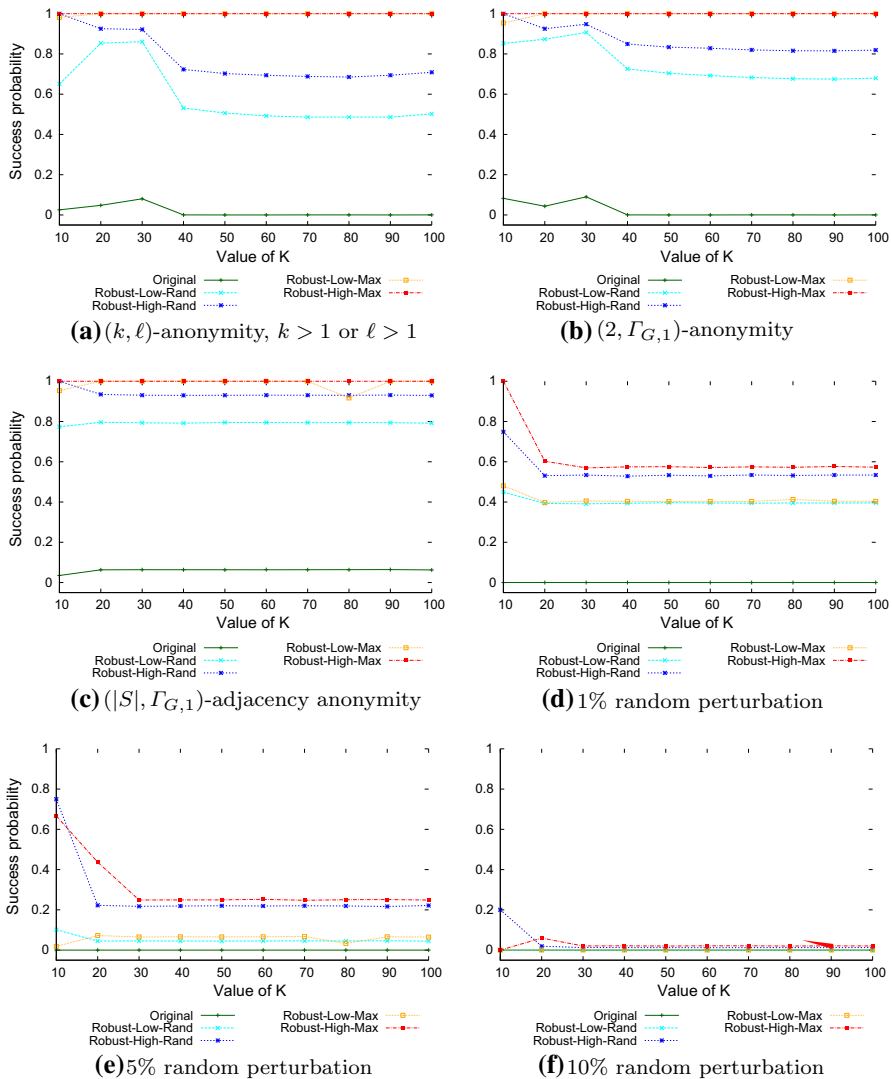 Success probability
1
0.8
0.6
0.4
0.2
0
10 20 30 40 50 60 70 80 90 100
Value of K
Original
Robust-Low-Rand
Robust-High-Rand
Robust-Low-Max
Robust-High-Max
(a) (k, ℓ)-anonymity, k > 1 or ℓ > 1
1
0.8
0.6
0.4
0.2
0
10 20 30 40 50 60 70 80 90 100
Value of K
Original
Robust-Low-Rand
Robust-High-Rand
Robust-Low-Max
Robust-High-Max
(b) (2, Γ_{G,1})-anonymity
Success probability
1
0.8
0.6
0.4
0.2
0
10 20 30 40 50 60 70 80 90 100
Value of K
Original
Robust-Low-Rand
Robust-High-Rand
Robust-Low-Max
Robust-High-Max
(c) (|S|, Γ_{G,1})-adjacency anonymity
1
0.8
0.6
0.4
0.2
0
10 20 30 40 50 60 70 80 90 100
Value of K
Original
Robust-Low-Rand
Robust-High-Rand
Robust-Low-Max
Robust-High-Max
(d) 1% random perturbation
Success probability
1
0.8
0.6
0.4
0.2
0
10 20 30 40 50 60 70 80 90 100
Value of K
Original
Robust-Low-Rand
Robust-High-Rand
Robust-Low-Max
Robust-High-Max
(e) 5% random perturbation
1
0.8
0.6
0.4
0.2
0
10 20 30 40 50 60 70 80 90 100
Value of K
Original
Robust-Low-Rand
Robust-High-Rand
Robust-Low-Max
Robust-High-Max
(f) 10% random perturbation